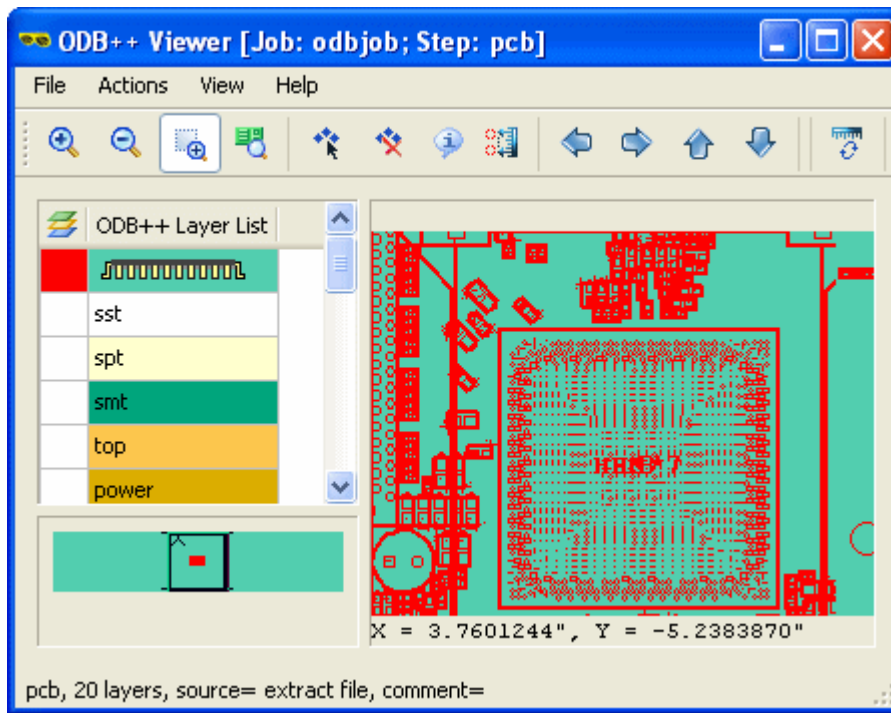 ODB++ Viewer [Job: odbjob; Step: pcb]
File Actions View Help
ODB++ Layer List
sst
spt
smt
top
power
X = 3.7601244", Y = -5.2383870"
pcb, 20 layers, source= extract file, comment=